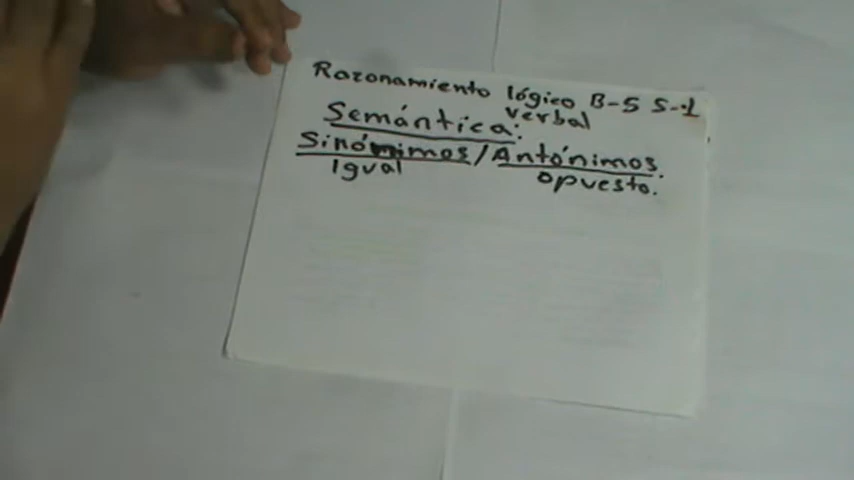 Razonamiento lógico B-5 S-1
verbal
Semántica:
Sinónimos/Antónimos.
Igual opuesto.